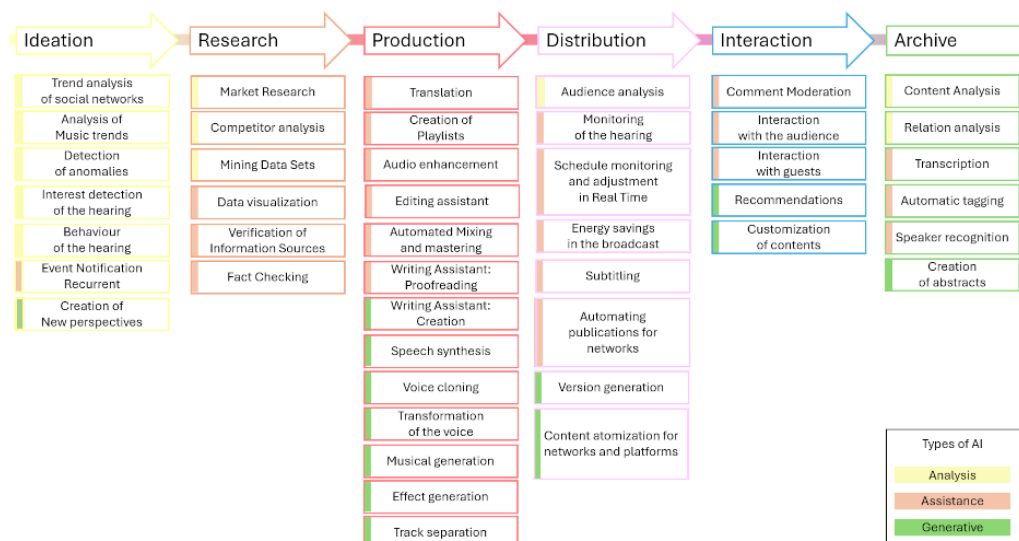 Ideation
Research
Production
Distribution
Interaction
Archive
Trend analysis
of social networks
Analysis of
Music trends
Detection
of anomalies
Interest detection
of the hearing
Behaviour
of the hearing
Event Notification
Recurrent
Creation of
New perspectives
Market Research
Competitor analysis
Mining Data Sets
Data visualization
Verification of
Information Sources
Fact Checking
Translation
Creation of
Playlists
Audio enhancement
Editing assistant
Automated Mixing
and mastering
Writing Assistant:
Proofreading
Writing Assistant:
Creation
Speech synthesis
Voice cloning
Transformation
of the voice
Musical generation
Effect generation
Track separation
Audience analysis
Monitoring
of the hearing
Schedule monitoring
and adjustment
in Real Time
Energy savings
in the broadcast
Subtitling
Automating
publications for
networks
Version generation
Content atomization for
networks and platforms
Comment Moderation
Interaction
with the audience
Interaction
with guests
Recommendations
Customization
of contents
Content Analysis
Relation analysis
Transcription
Automatic tagging
Speaker recognition
Creation
of abstracts
Types of AI
Analysis
Assistance
Generative